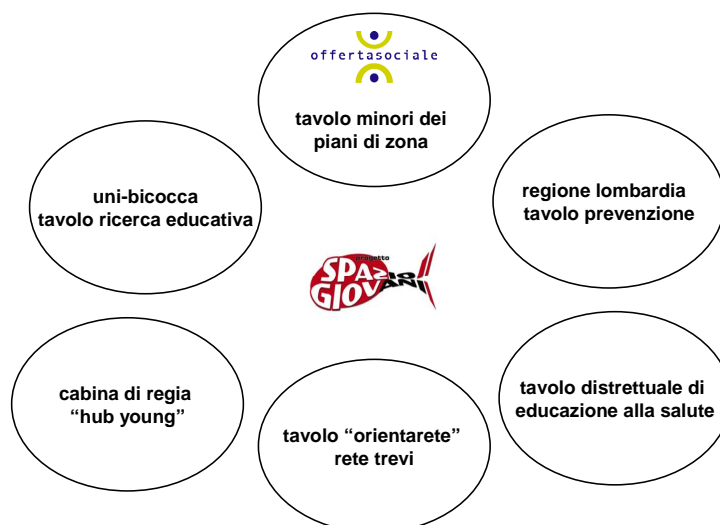 offertasociale
tavolo minori dei
piani di zona
uni-bicocca
tavolo ricerca educativa
regione lombardia
tavolo prevenzione
progetto
SPAZIO
GIOVANI
cabina di regia
“hub young”
tavolo “orientarete”
rete trevi
tavolo distrettuale di
educazione alla salute